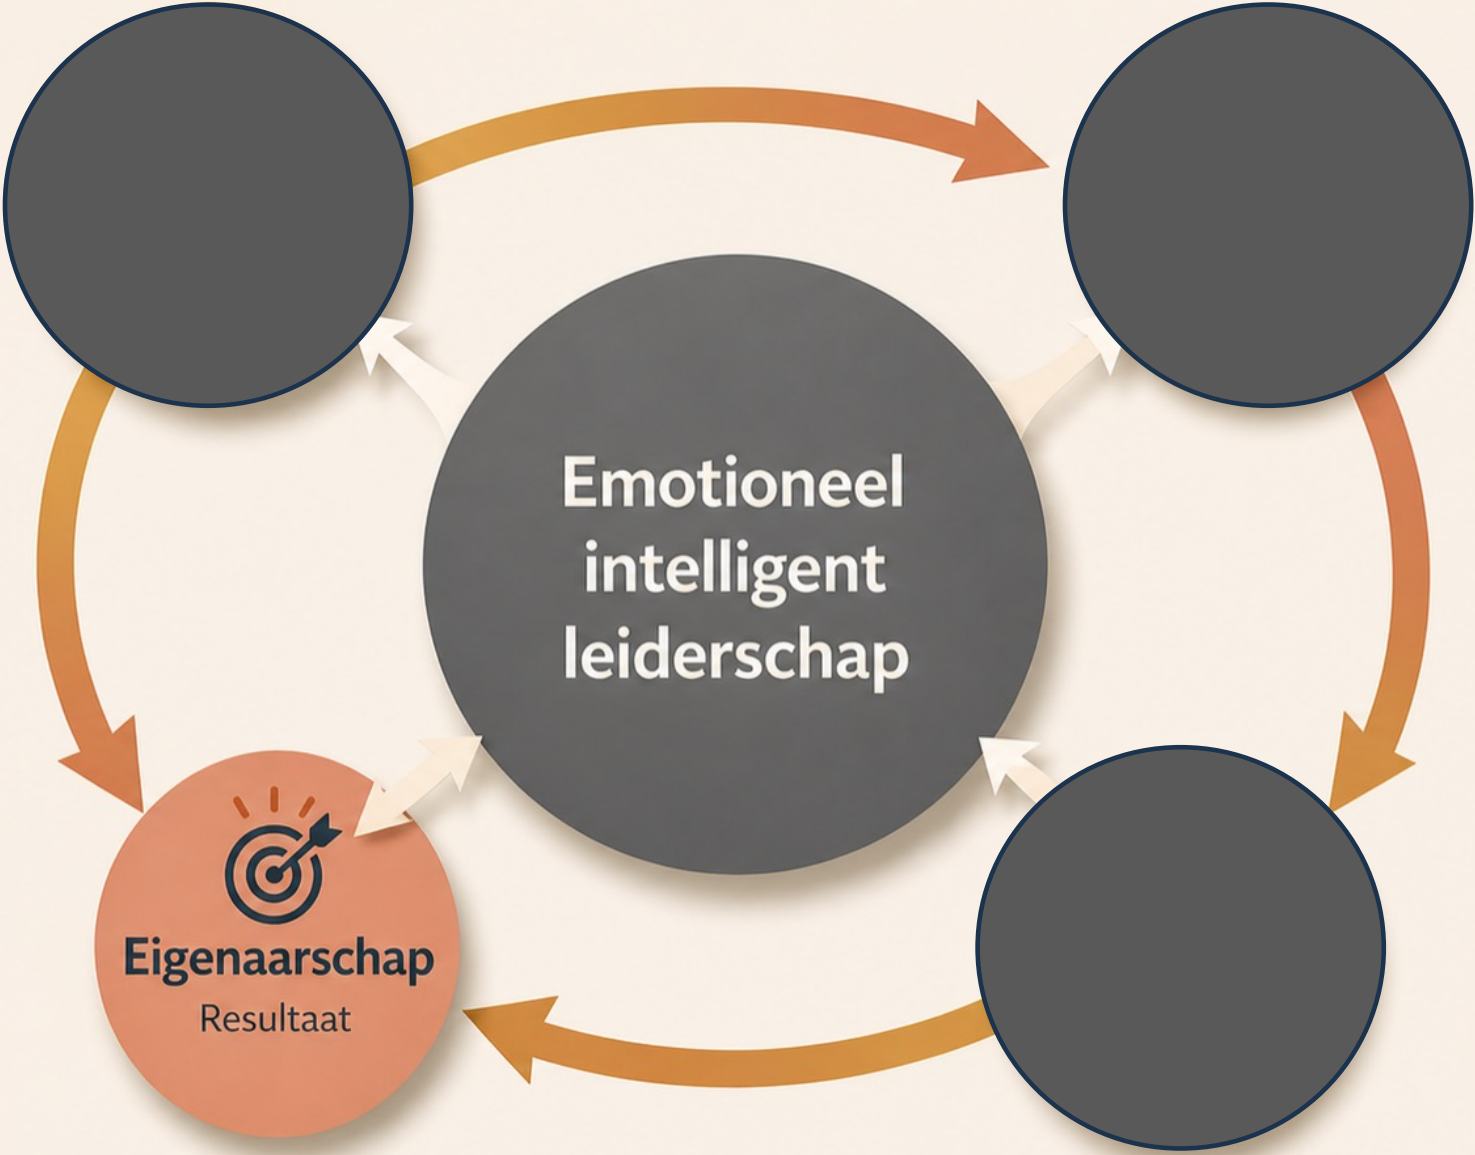 Emotioneel
intelligent
leiderschap
Eigenaarschap
Resultaat